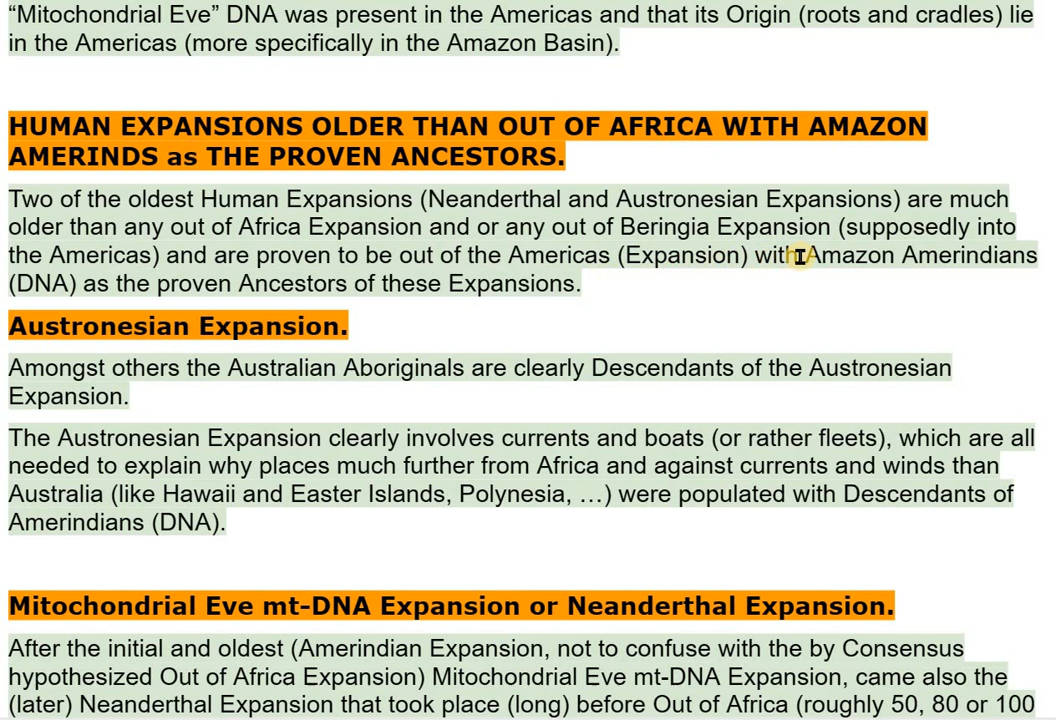 “Mitochondrial Eve” DNA was present in the Americas and that its Origin (roots and cradles) lie
in the Americas (more specifically in the Amazon Basin).
HUMAN EXPANSIONS OLDER THAN OUT OF AFRICA WITH AMAZON
AMERINDS as THE PROVEN ANCESTORS.
Two of the oldest Human Expansions (Neanderthal and Austronesian Expansions) are much
older than any out of Africa Expansion and or any out of Beringia Expansion (supposedly into
the Americas) and are proven to be out of the Americas (Expansion) with Amazon Amerindians
(DNA) as the proven Ancestors of these Expansions.
Austronesian Expansion.
Amongst others the Australian Aboriginals are clearly Descendants of the Austronesian
Expansion.
The Austronesian Expansion clearly involves currents and boats (or rather fleets), which are all
needed to explain why places much further from Africa and against currents and winds than
Australia (like Hawaii and Easter Islands, Polynesia, …) were populated with Descendants of
Amerindians (DNA).
Mitochondrial Eve mt-DNA Expansion or Neanderthal Expansion.
After the initial and oldest (Amerindian Expansion, not to confuse with the by Consensus
hypothesized Out of Africa Expansion) Mitochondrial Eve mt-DNA Expansion, came also the
(later) Neanderthal Expansion that took place (long) before Out of Africa (roughly 50, 80 or 100